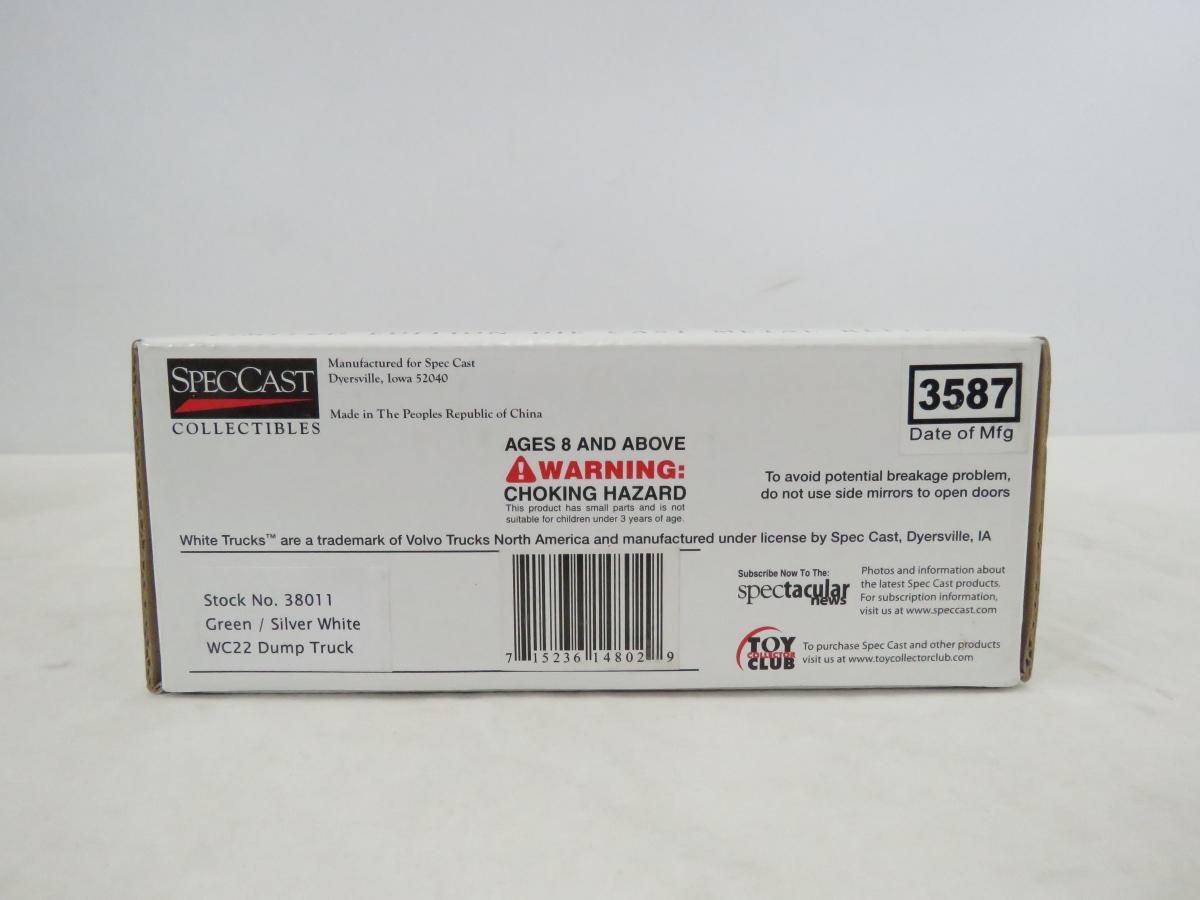 LIMITED EDITION DIE CAST METAL REPLICA
SPECCAST
COLLECTIBLES
Manufactured for Spec Cast
Dyersville, Iowa 52040
Made in The Peoples Republic of China
3587
Date of Mfg
AGES 8 AND ABOVE
WARNING:
CHOKING HAZARD
This product has small parts and is not
suitable for children under 3 years of age.
To avoid potential breakage problem,
do not use side mirrors to open doors
White Trucks™ are a trademark of Volvo Trucks North America and manufactured under license by Spec Cast, Dyersville, IA
Stock No. 38011
Green / Silver White
WC22 Dump Truck
7 15236 14802 9
Subscribe Now To The:
spectacular
news
Photos and information about
the latest Spec Cast products.
For subscription information,
visit us at www.speccast.com
TOY
COLLECTOR
CLUB
To purchase Spec Cast and other products
visit us at www.toycollectorclub.com